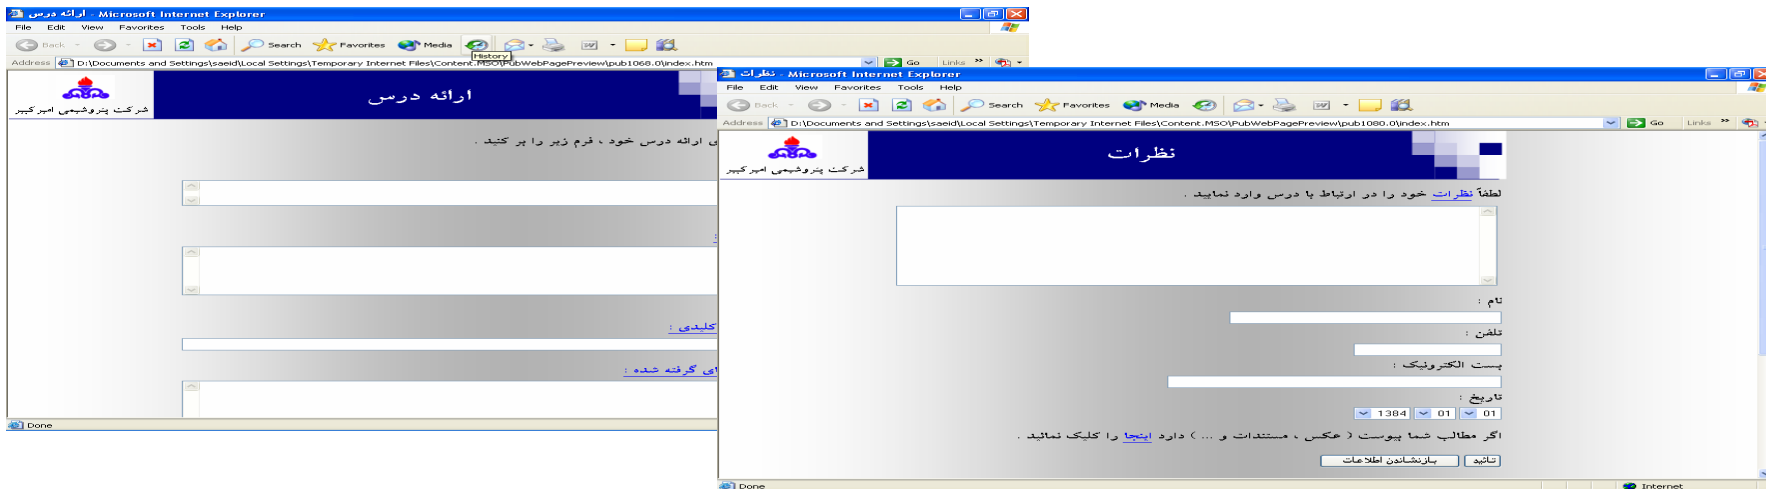 ارائه درس - Microsoft Internet Explorer
File Edit View Favorites Tools Help
Back Search Favorites Media
History
Address D:\Documents and Settings\saeid\Local Settings\Temporary Internet Files\Content.MSO\PubWebPagePreview\pub1068.0\index.htm Go Links »
شرکت پتروشیمی امیرکبیر
ارائه درس
ی ارائه درس خود ، فرم زیر را پر کنید .
:
کلیدی :
ای گرفته شده :
Done
نظرات - Microsoft Internet Explorer
File Edit View Favorites Tools Help
Back Search Favorites Media
Address D:\Documents and Settings\saeid\Local Settings\Temporary Internet Files\Content.MSO\PubWebPagePreview\pub1080.0\index.htm Go Links »
شرکت پتروشیمی امیرکبیر
نظرات
لطفاً نظرات خود را در ارتباط با درس وارد نمایید .
نام :
تلفن :
پست الکترونیک :
تاریخ :
01 01 1384
اگر مطالب شما پیوست ( عکس ، مستندات و ... ) دارد اینجا را کلیک نمائید .
تائید بازنشاندن اطلاعات
Done Internet